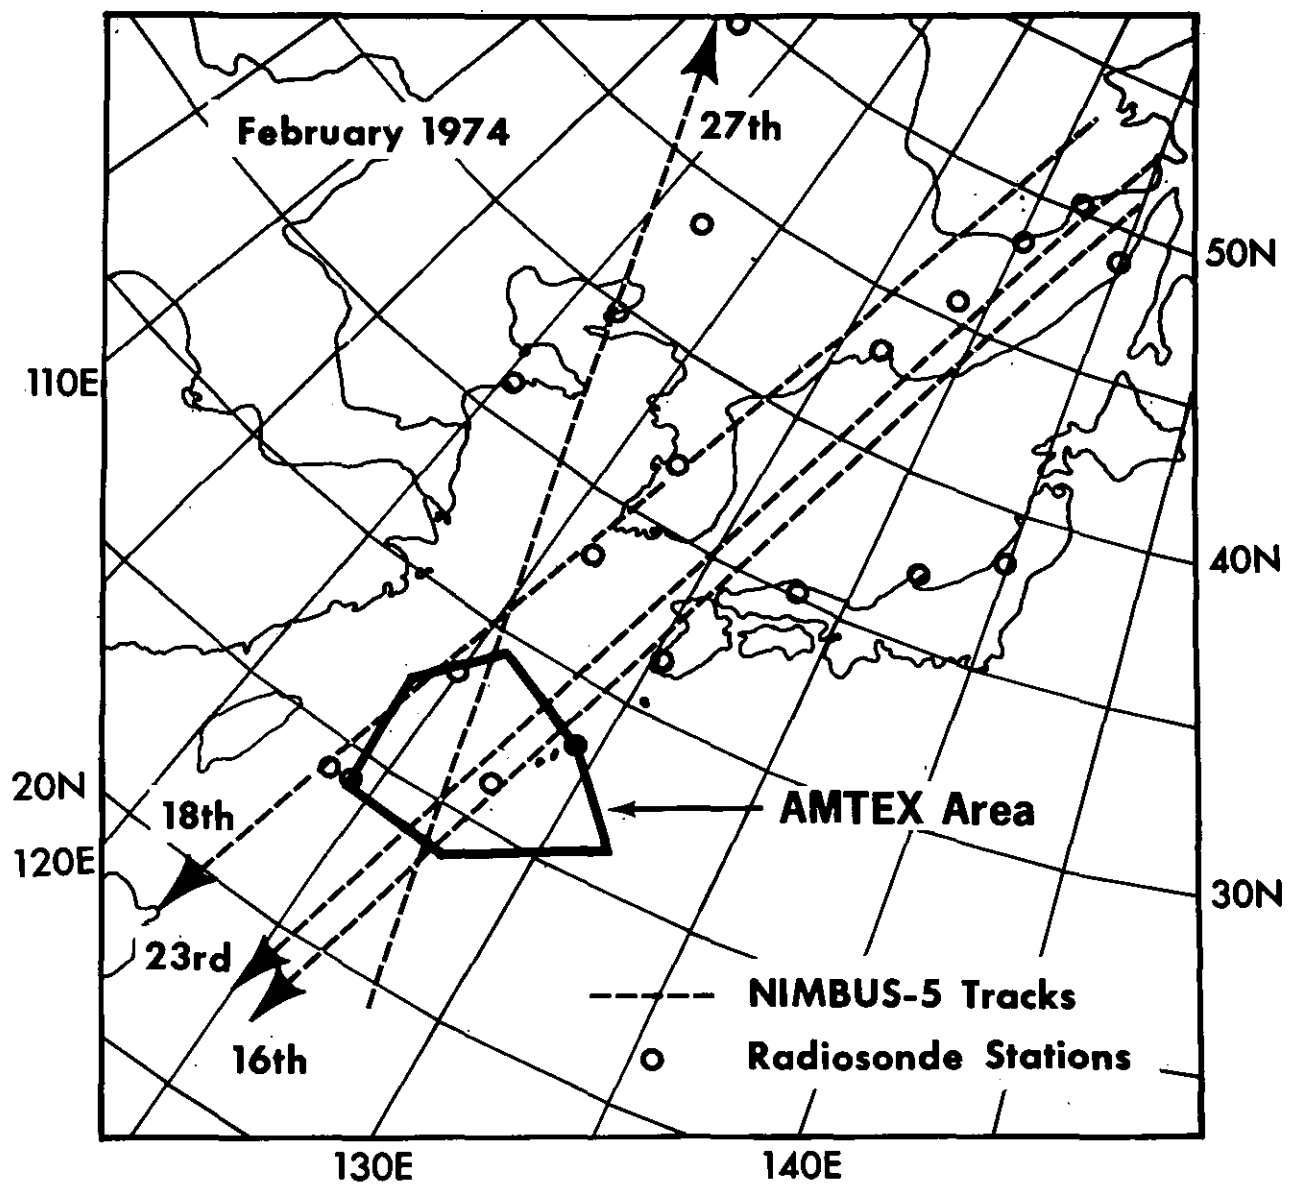 27th
February 1974
50N
110E
40N
20N
18th
AMTEX Area
120E
30N
23rd
NIMBUS-5 Tracks
16th
Radiosonde Stations
130E
140E